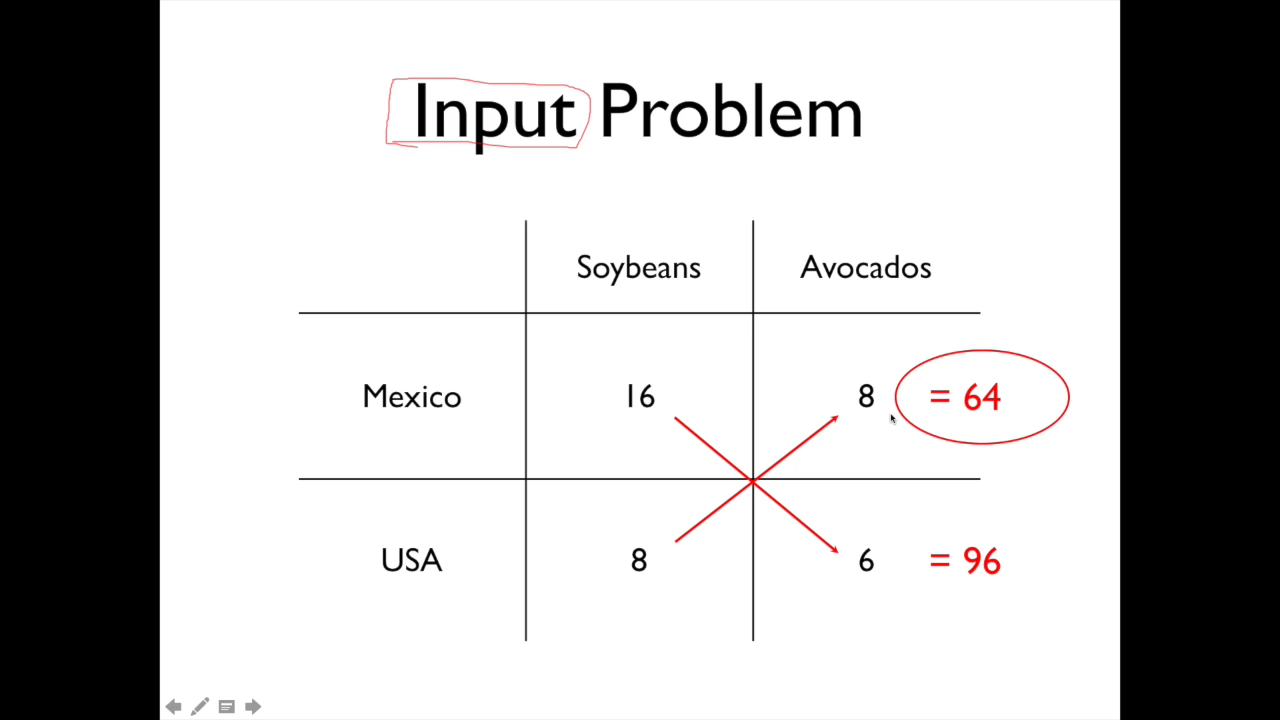 Input Problem
Soybeans Avocados
Mexico 16 8 = 64
USA 8 6 = 96